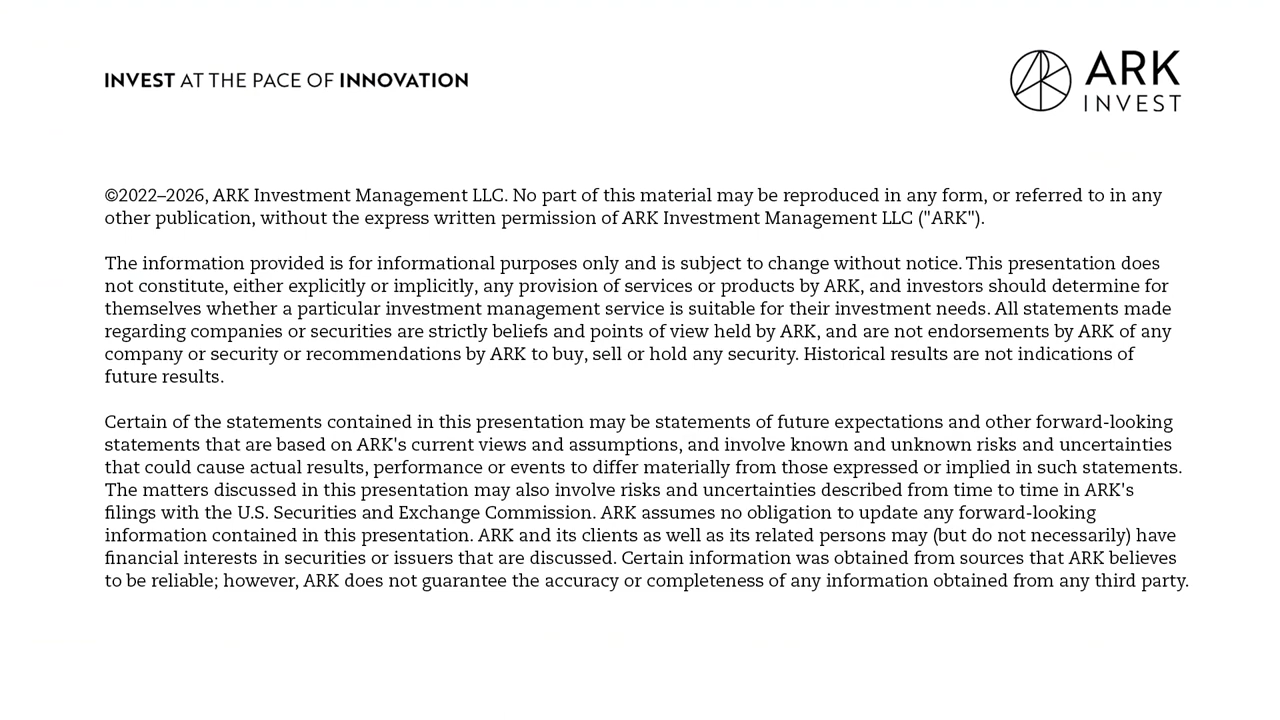 INVEST AT THE PACE OF INNOVATION
ARK
INVEST
©2022–2026, ARK Investment Management LLC. No part of this material may be reproduced in any form, or referred to in any
other publication, without the express written permission of ARK Investment Management LLC ("ARK").
The information provided is for informational purposes only and is subject to change without notice. This presentation does
not constitute, either explicitly or implicitly, any provision of services or products by ARK, and investors should determine for
themselves whether a particular investment management service is suitable for their investment needs. All statements made
regarding companies or securities are strictly beliefs and points of view held by ARK, and are not endorsements by ARK of any
company or security or recommendations by ARK to buy, sell or hold any security. Historical results are not indications of
future results.
Certain of the statements contained in this presentation may be statements of future expectations and other forward-looking
statements that are based on ARK's current views and assumptions, and involve known and unknown risks and uncertainties
that could cause actual results, performance or events to differ materially from those expressed or implied in such statements.
The matters discussed in this presentation may also involve risks and uncertainties described from time to time in ARK's
filings with the U.S. Securities and Exchange Commission. ARK assumes no obligation to update any forward-looking
information contained in this presentation. ARK and its clients as well as its related persons may (but do not necessarily) have
financial interests in securities or issuers that are discussed. Certain information was obtained from sources that ARK believes
to be reliable; however, ARK does not guarantee the accuracy or completeness of any information obtained from any third party.